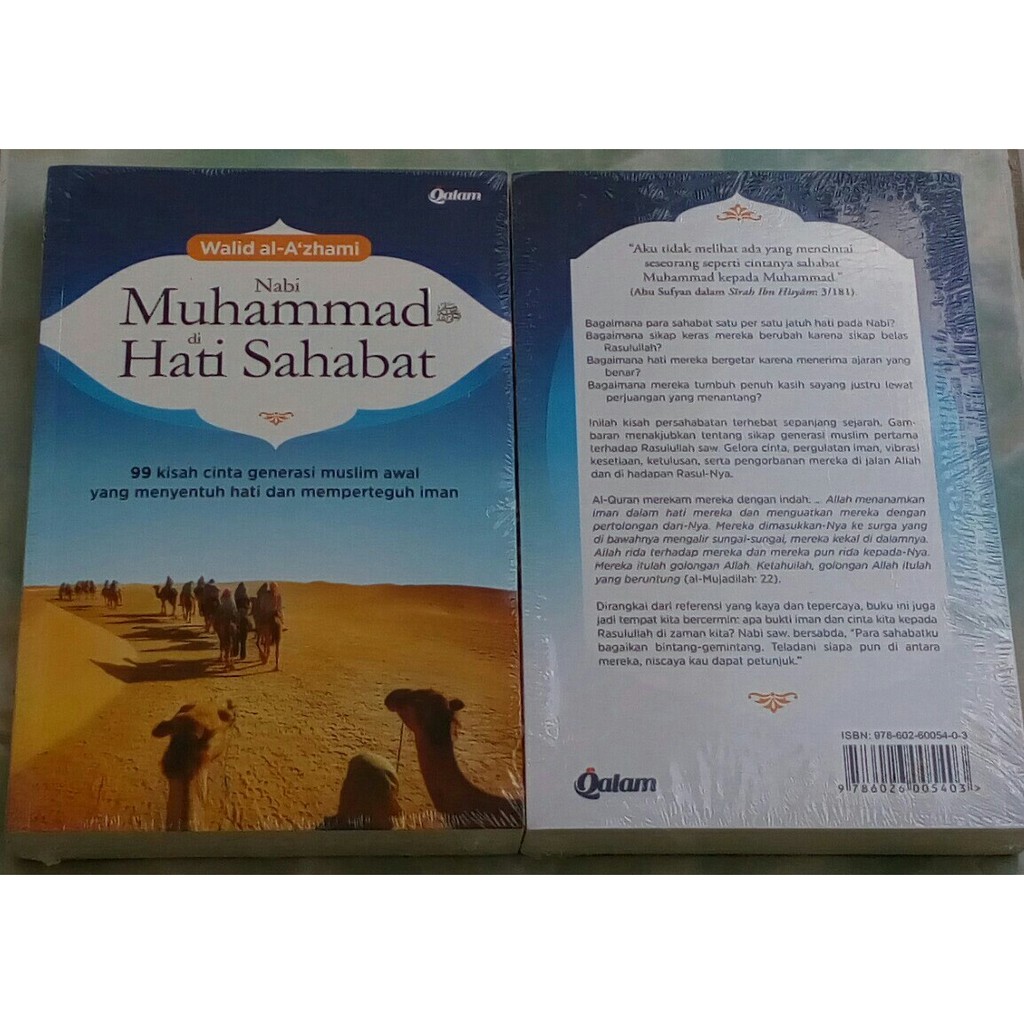 Qalam
Walid al-A'zhami
Nabi
Muhammad ﷺ
di
Hati Sahabat
99 kisah cinta generasi muslim awal
yang menyentuh hati dan memperteguh iman
"Aku tidak melihat ada yang mencintai
seseorang seperti cintanya sahabat
Muhammad kepada Muhammad."
(Abu Sufyan dalam Sîrah Ibn Hisyâm: 3/181).
Bagaimana para sahabat satu per satu jatuh hati pada Nabi?
Bagaimana sikap keras mereka berubah karena sikap belas
Rasulullah?
Bagaimana hati mereka bergetar karena menerima ajaran yang
benar?
Bagaimana mereka tumbuh penuh kasih sayang justru lewat
perjuangan yang menantang?
Inilah kisah persahabatan terhebat sepanjang sejarah. Gam-
baran menakjubkan tentang sikap generasi muslim pertama
terhadap Rasulullah saw. Gelora cinta, pergulatan iman, vibrasi
kesetiaan, ketulusan, serta pengorbanan mereka di jalan Allah
dan di hadapan Rasul-Nya.
Al-Quran merekam mereka dengan indah: ... Allah menanamkan
iman dalam hati mereka dan menguatkan mereka dengan
pertolongan dari-Nya. Mereka dimasukkan-Nya ke surga yang
di bawahnya mengalir sungai-sungai, mereka kekal di dalamnya.
Allah rida terhadap mereka dan mereka pun rida kepada-Nya.
Mereka itulah golongan Allah. Ketahuilah, golongan Allah itulah
yang beruntung (al-Mujadilah: 22).
Dirangkai dari referensi yang kaya dan tepercaya, buku ini juga
jadi tempat kita bercermin: apa bukti iman dan cinta kita kepada
Rasulullah di zaman kita? Nabi saw. bersabda, "Para sahabatku
bagaikan bintang-gemintang. Teladani siapa pun di antara
mereka, niscaya kau dapat petunjuk."
ISBN: 978-602-60054-0-3
Qalam
9 786026 005403 >